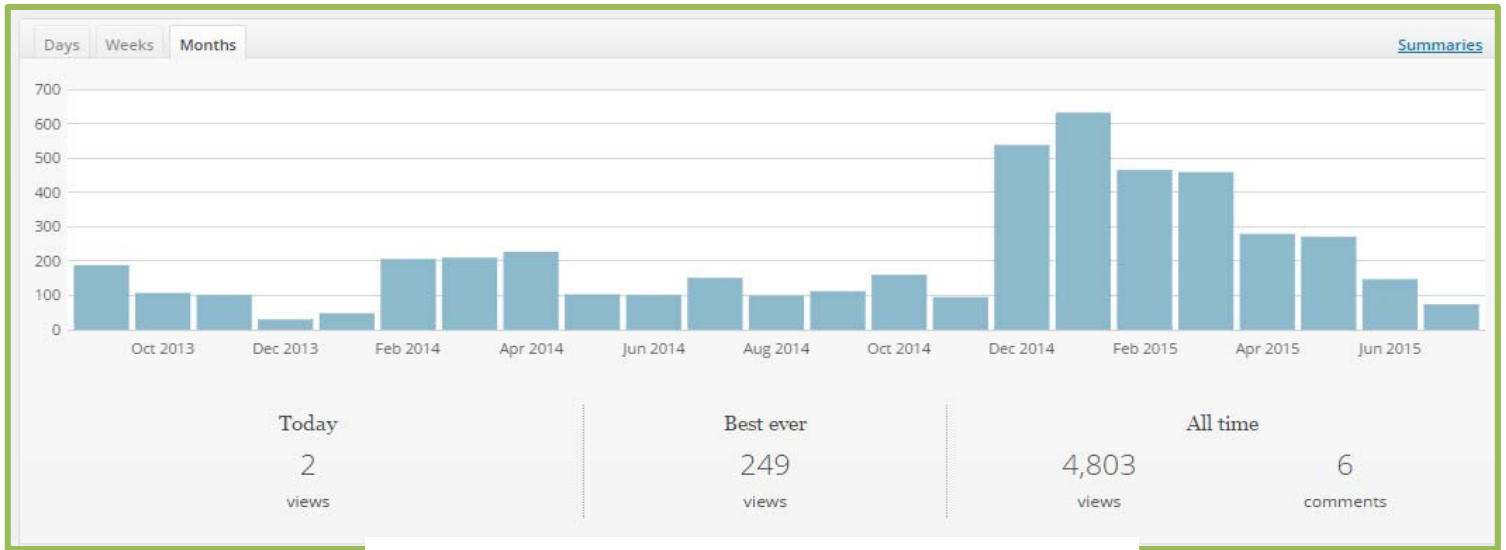 Days Weeks Months Summaries
700
600
500
400
300
200
100
0
Oct 2013 Dec 2013 Feb 2014 Apr 2014 Jun 2014 Aug 2014 Oct 2014 Dec 2014 Feb 2015 Apr 2015 Jun 2015
Today Best ever All time
2 249 4,803 6
views views views comments